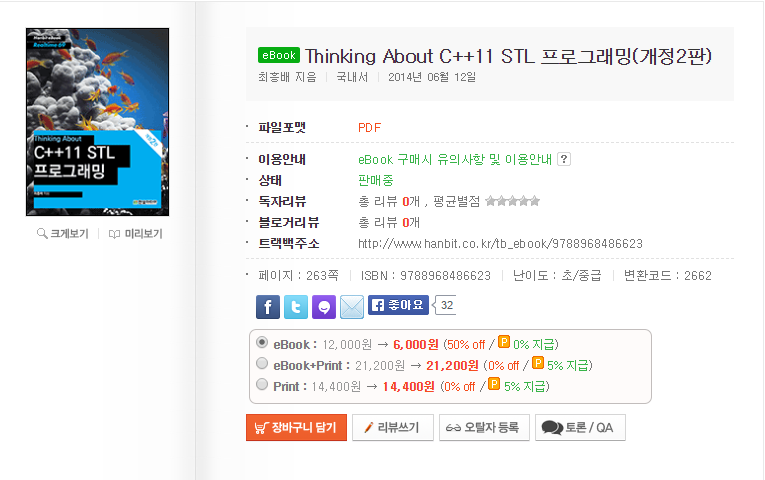 Hanbit eBook
Realtime 64
Thinking About
C++11 STL
프로그래밍
크게보기
미리보기
eBook Thinking About C++11 STL 프로그래밍(개정2판)
최흥배 지음 | 국내서 | 2014년 06월 12일
파일포맷 PDF
이용안내 eBook 구매시 유의사항 및 이용안내 ?
상태 판매중
독자리뷰 총 리뷰 0개 , 평균별점
블로거리뷰 총 리뷰 0개
트랙백주소 http://www.hanbit.co.kr/tb_ebook/9788968486623
페이지 : 263쪽 | ISBN : 9788968486623 | 난이도 : 초/중급 | 변환코드 : 2662
좋아요 32
eBook : 12,000원 → 6,000원 (50% off / P 0% 지급)
eBook+Print : 21,200원 → 21,200원 (0% off / P 5% 지급)
Print : 14,400원 → 14,400원 (0% off / P 5% 지급)
장바구니 담기
리뷰쓰기
오탈자 등록
토론 / QA